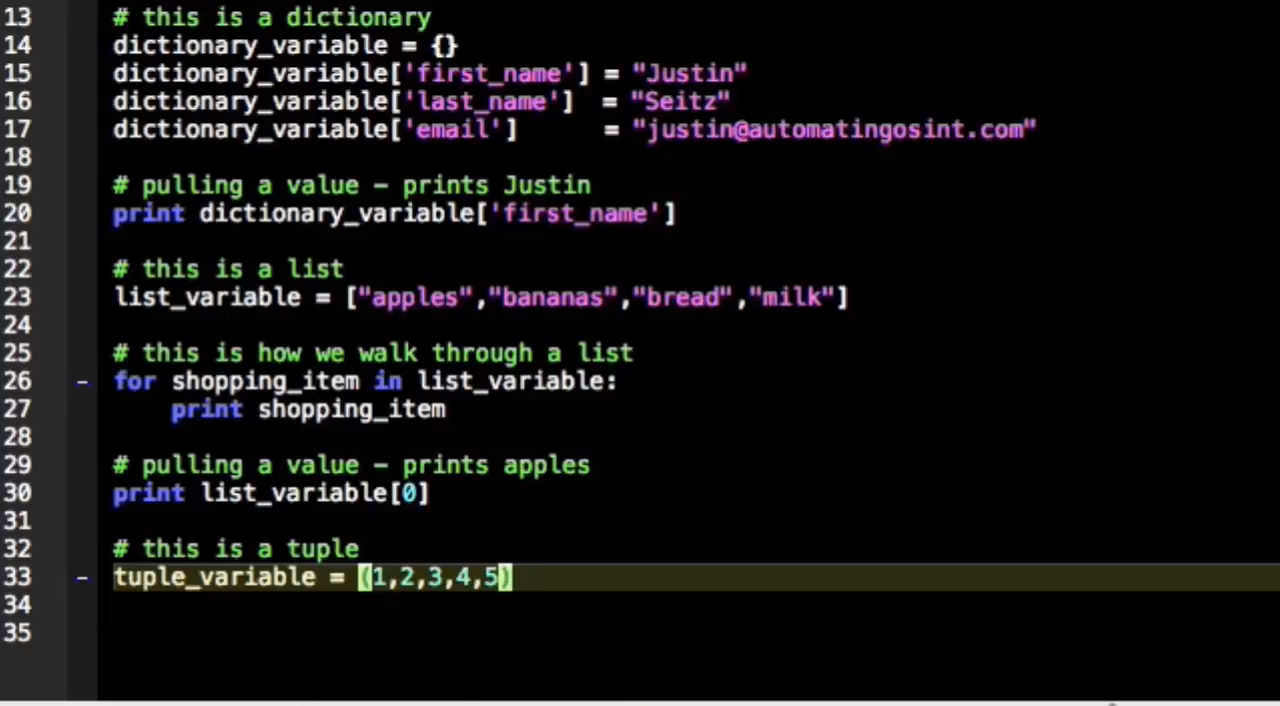 13 # this is a dictionary
14 dictionary_variable = {}
15 dictionary_variable['first_name'] = "Justin"
16 dictionary_variable['last_name']  = "Seitz"
17 dictionary_variable['email']      = "justin@automatingosint.com"
18
19 # pulling a value - prints Justin
20 print dictionary_variable['first_name']
21
22 # this is a list
23 list_variable = ["apples","bananas","bread","milk"]
24
25 # this is how we walk through a list
26 - for shopping_item in list_variable:
27     print shopping_item
28
29 # pulling a value - prints apples
30 print list_variable[0]
31
32 # this is a tuple
33 - tuple_variable = (1,2,3,4,5)
34
35